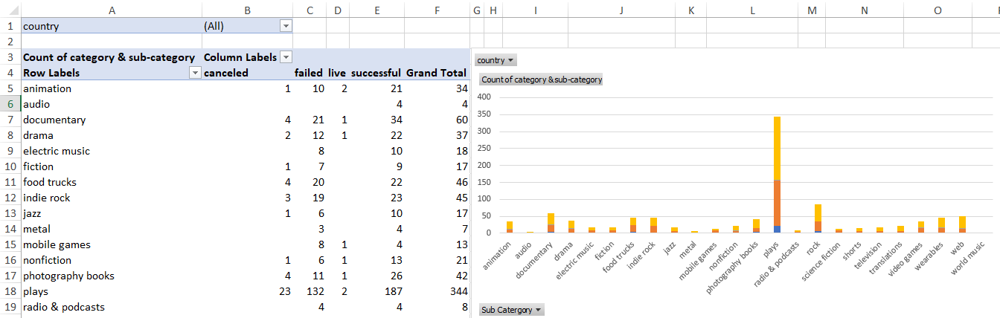 A B C D E F G H I J K L M N O
1 country (All)
2
3 Count of category & sub-category Column Labels
4 Row Labels canceled failed live successful Grand Total
5 animation 1 10 2 21 34
6 audio 4 4
7 documentary 4 21 1 34 60
8 drama 2 12 1 22 37
9 electric music 8 10 18
10 fiction 1 7 9 17
11 food trucks 4 20 22 46
12 indie rock 3 19 23 45
13 jazz 1 6 10 17
14 metal 3 4 7
15 mobile games 8 1 4 13
16 nonfiction 1 6 1 13 21
17 photography books 4 11 1 26 42
18 plays 23 132 2 187 344
19 radio & podcasts 4 4 8
country
Count of category & sub-category
400
350
300
250
200
150
100
50
0
animation
audio
documentary
drama
electric music
fiction
food trucks
indie rock
jazz
metal
mobile games
nonfiction
photography books
plays
radio & podcasts
rock
science fiction
shorts
television
translations
video games
wearables
web
world music
Sub Catergory